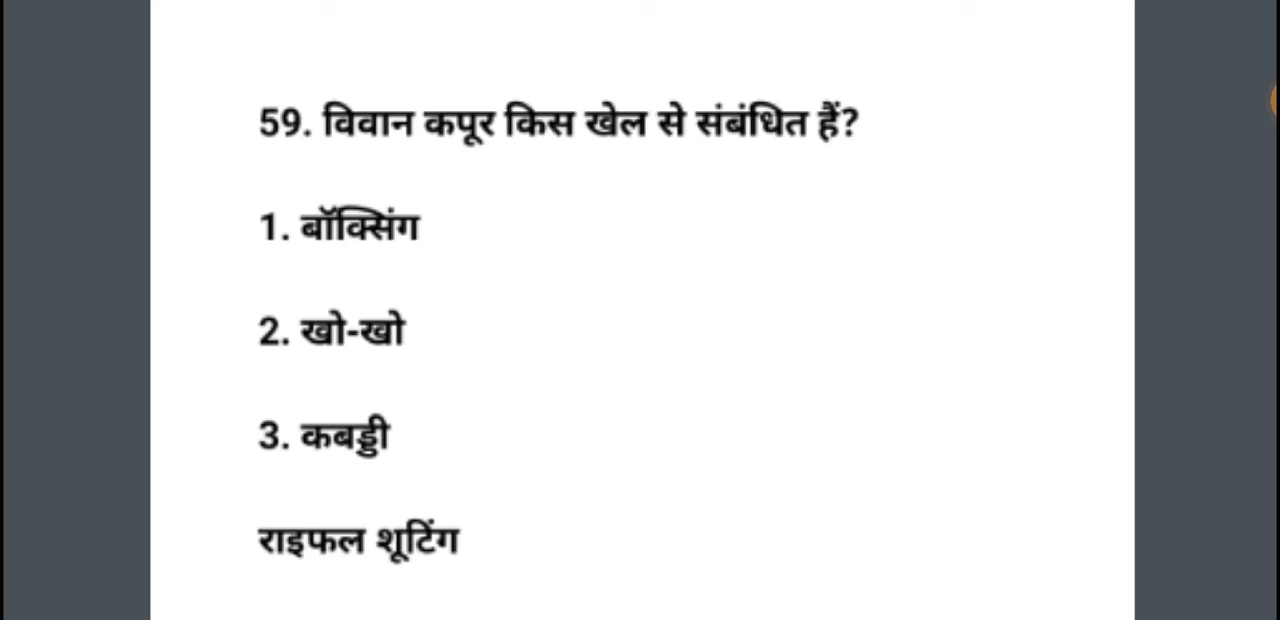 59. विवान कपूर किस खेल से संबंधित हैं?
1. बॉक्सिंग
2. खो-खो
3. कबड्डी
राइफल शूटिंग